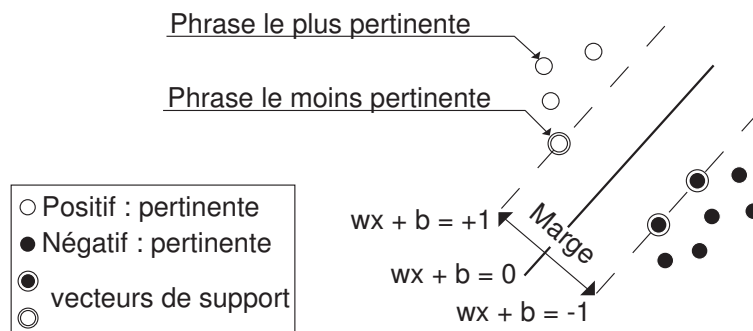 Phrase le plus pertinente
Phrase le moins pertinente
Positif : pertinente
Négatif : pertinente
vecteurs de support
wx + b = +1
Marge
wx + b = 0
wx + b = -1